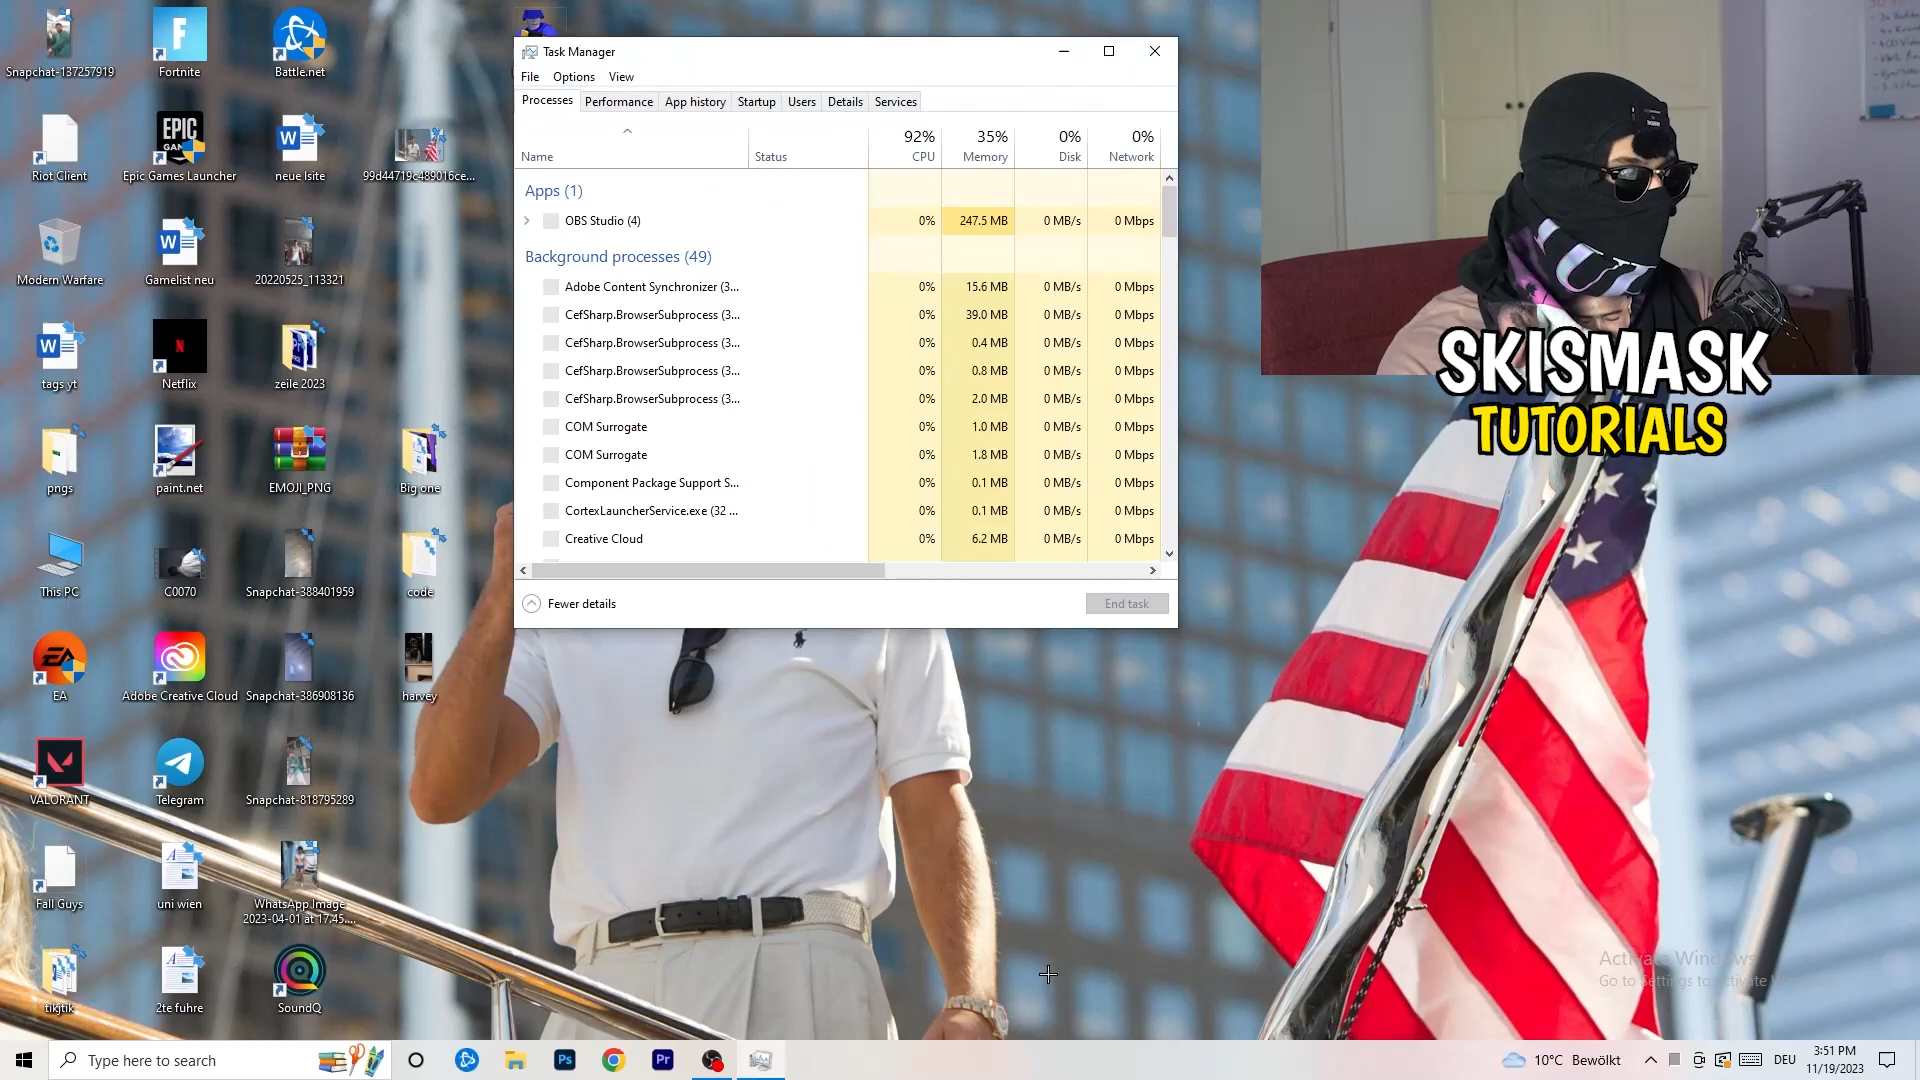 Snapchat-137257919
Fortnite
Battle.net
Riot Client
EPIC
Epic Games Launcher
neue lsite
99d44719c489016ce...
Modern Warfare
Gamelist neu
20220525_113321
tags yt
Netflix
zeile 2023
pngs
paint.net
EMOJI_PNG
Big one
This PC
C0070
Snapchat-388401959
code
EA
Adobe Creative Cloud
Snapchat-386908136
harvey
VALORANT
Telegram
Snapchat-818795289
Fall Guys
uni wien
WhatsApp Image
2023-04-01 at 17.45....
tikjtik
2te fuhre
SoundQ
Task Manager
File Options View
Processes Performance App history Startup Users Details Services
92% 35% 0% 0%
Name Status CPU Memory Disk Network
Apps (1)
OBS Studio (4) 0% 247.5 MB 0 MB/s 0 Mbps
Background processes (49)
Adobe Content Synchronizer (3... 0% 15.6 MB 0 MB/s 0 Mbps
CefSharp.BrowserSubprocess (3... 0% 39.0 MB 0 MB/s 0 Mbps
CefSharp.BrowserSubprocess (3... 0% 0.4 MB 0 MB/s 0 Mbps
CefSharp.BrowserSubprocess (3... 0% 0.8 MB 0 MB/s 0 Mbps
CefSharp.BrowserSubprocess (3... 0% 2.0 MB 0 MB/s 0 Mbps
COM Surrogate 0% 1.0 MB 0 MB/s 0 Mbps
COM Surrogate 0% 1.8 MB 0 MB/s 0 Mbps
Component Package Support S... 0% 0.1 MB 0 MB/s 0 Mbps
CortexLauncherService.exe (32 ... 0% 0.1 MB 0 MB/s 0 Mbps
Creative Cloud 0% 6.2 MB 0 MB/s 0 Mbps
Fewer details End task
SKISMASK
TUTORIALS
Activate Windows
Go to Settings to activate
Type here to search
Ps
Pr
10°C Bewölkt
DEU
3:51 PM
11/19/2023